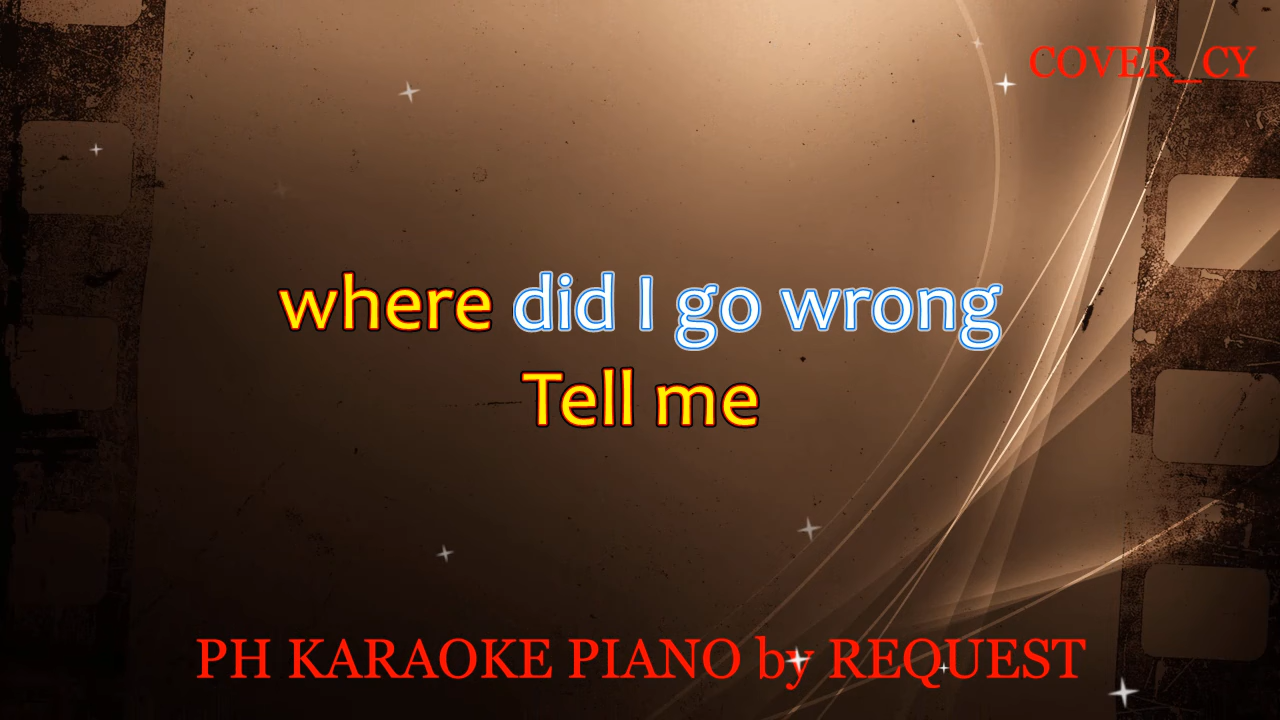 COVER_CY
where did I go wrong
Tell me
PH KARAOKE PIANO by REQUEST